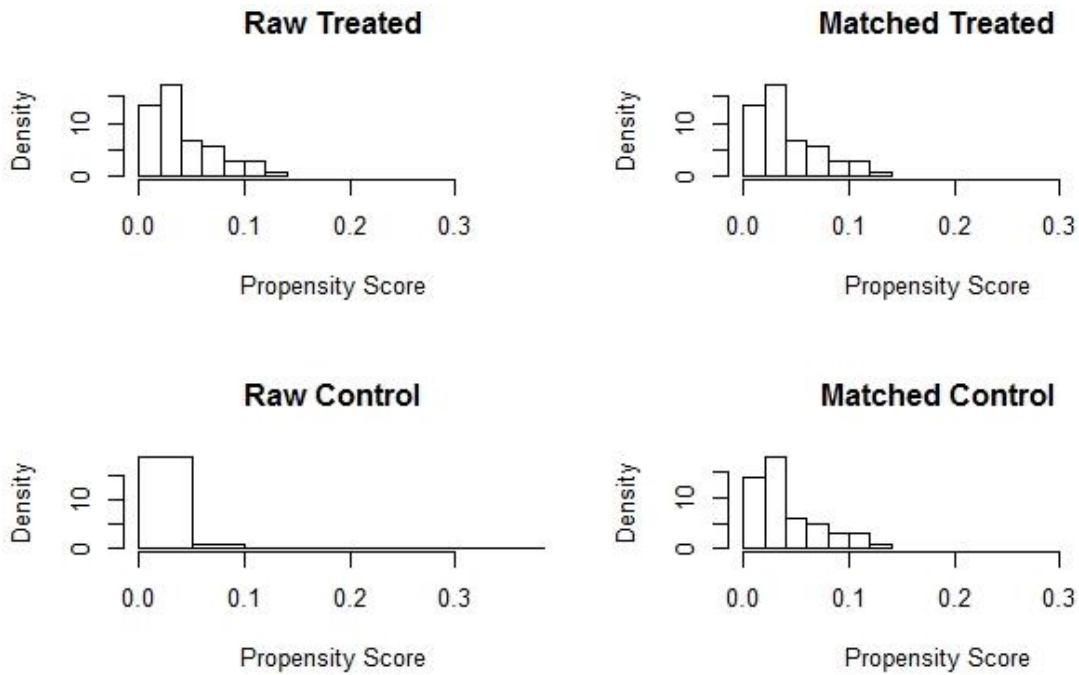 Raw Treated
Density
0 10
0.0 0.1 0.2 0.3
Propensity Score
Matched Treated
Density
0 10
0.0 0.1 0.2 0.3
Propensity Score
Raw Control
Density
0 10
0.0 0.1 0.2 0.3
Propensity Score
Matched Control
Density
0 10
0.0 0.1 0.2 0.3
Propensity Score